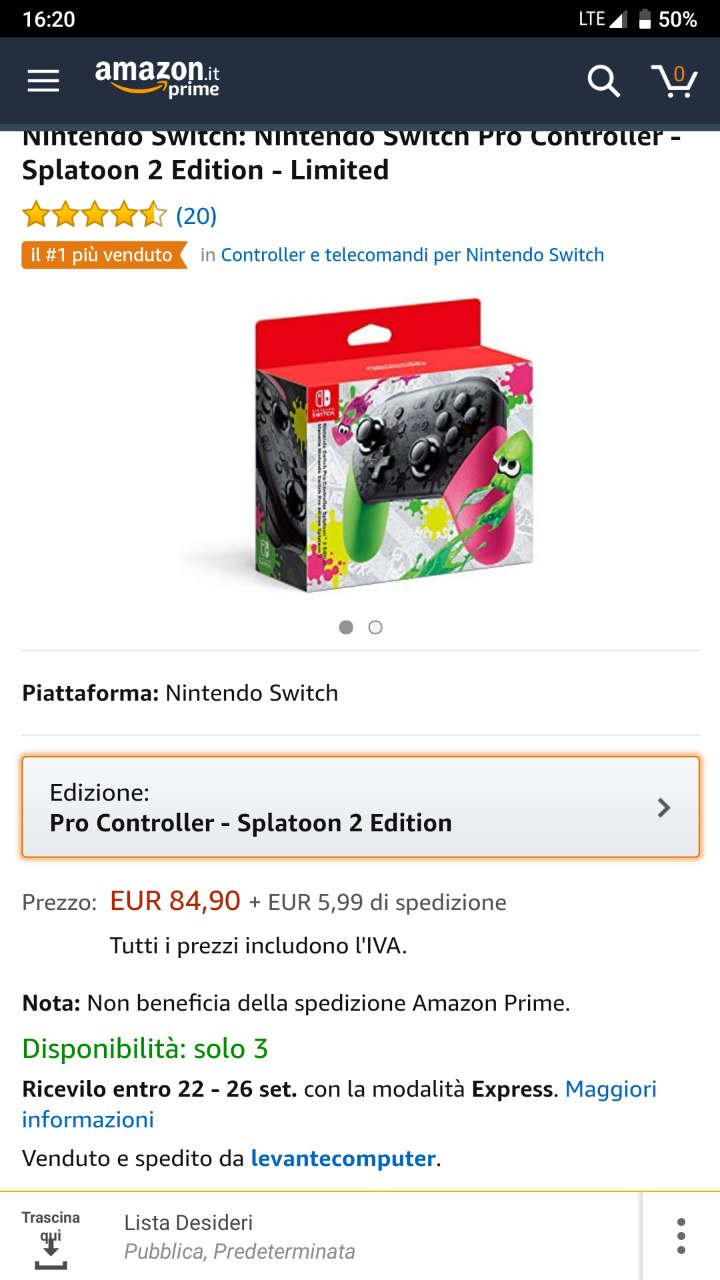 16:20
LTE 50%
amazon.it
prime
0
Nintendo Switch: Nintendo Switch Pro Controller -
Splatoon 2 Edition - Limited
(20)
il #1 più venduto in Controller e telecomandi per Nintendo Switch
NINTENDO
SWITCH
Piattaforma: Nintendo Switch
Edizione:
Pro Controller - Splatoon 2 Edition
Prezzo: EUR 84,90 + EUR 5,99 di spedizione
Tutti i prezzi includono l'IVA.
Nota: Non beneficia della spedizione Amazon Prime.
Disponibilità: solo 3
Ricevilo entro 22 - 26 set. con la modalità Express. Maggiori
informazioni
Venduto e spedito da levantecomputer.
Trascina
qui
Lista Desideri
Pubblica, Predeterminata